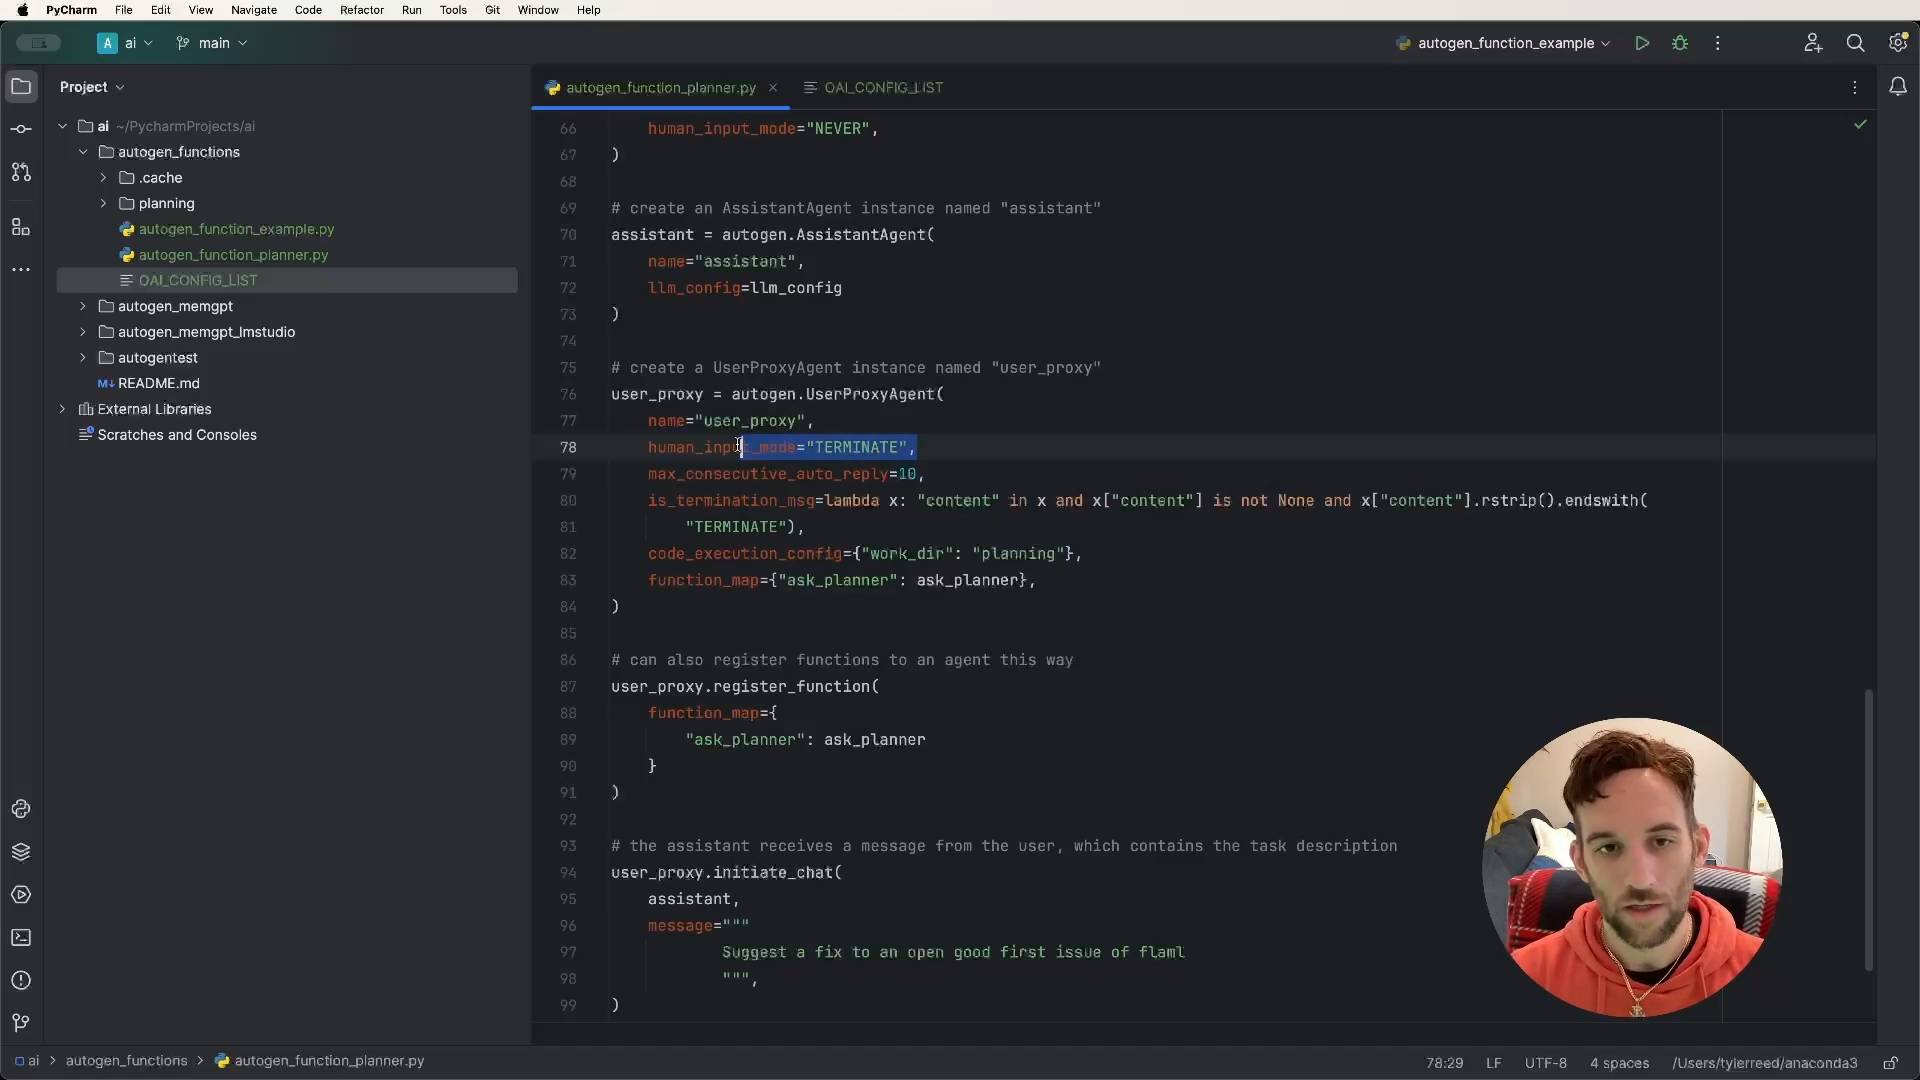 PyCharm File Edit View Navigate Code Refactor Run Tools Git Window Help
A ai main autogen_function_example
Project
autogen_function_planner.py OAI_CONFIG_LIST
ai ~/PycharmProjects/ai
autogen_functions
.cache
planning
autogen_function_example.py
autogen_function_planner.py
OAI_CONFIG_LIST
autogen_memgpt
autogen_memgpt_lmstudio
autogentest
M↓ README.md
External Libraries
Scratches and Consoles
66 human_input_mode="NEVER",
67 )
68
69 # create an AssistantAgent instance named "assistant"
70 assistant = autogen.AssistantAgent(
71 name="assistant",
72 llm_config=llm_config
73 )
74
75 # create a UserProxyAgent instance named "user_proxy"
76 user_proxy = autogen.UserProxyAgent(
77 name="user_proxy",
78 human_input_mode="TERMINATE",
79 max_consecutive_auto_reply=10,
80 is_termination_msg=lambda x: "content" in x and x["content"] is not None and x["content"].rstrip().endswith(
81 "TERMINATE"),
82 code_execution_config={"work_dir": "planning"},
83 function_map={"ask_planner": ask_planner},
84 )
85
86 # can also register functions to an agent this way
87 user_proxy.register_function(
88 function_map={
89 "ask_planner": ask_planner
90 }
91 )
92
93 # the assistant receives a message from the user, which contains the task description
94 user_proxy.initiate_chat(
95 assistant,
96 message="""
97 Suggest a fix to an open good first issue of flaml
98 """,
99 )
ai > autogen_functions > autogen_function_planner.py
78:29 LF UTF-8 4 spaces /Users/tylerreed/anaconda3